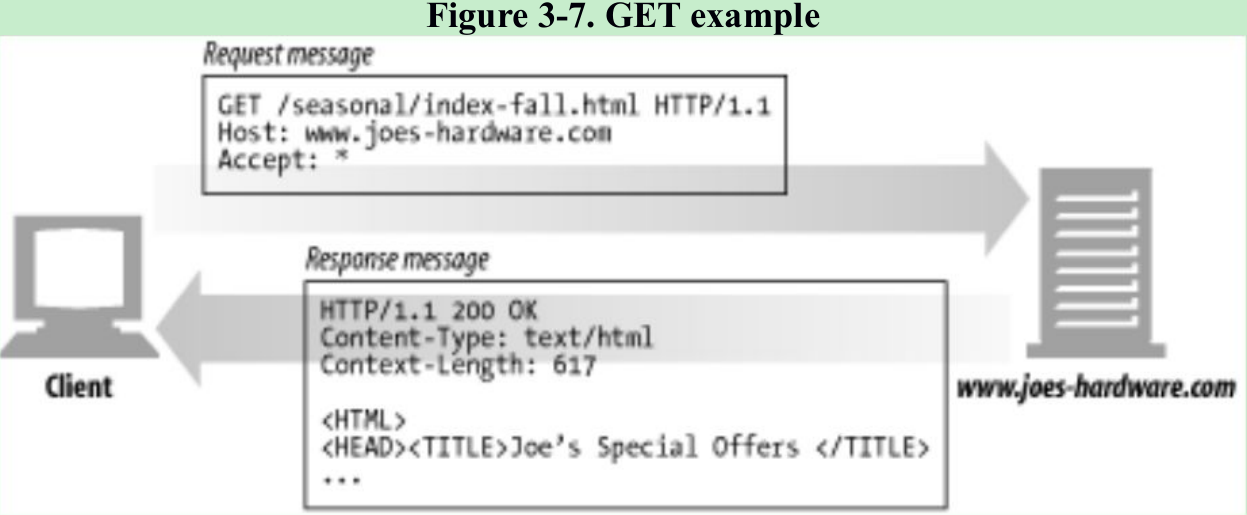 Figure 3-7. GET example
Request message
GET /seasonal/index-fall.html HTTP/1.1
Host: www.joes-hardware.com
Accept: *
Response message
HTTP/1.1 200 OK
Content-Type: text/html
Context-Length: 617
<HTML>
<HEAD><TITLE>Joe's Special Offers </TITLE>
...
Client
www.joes-hardware.com